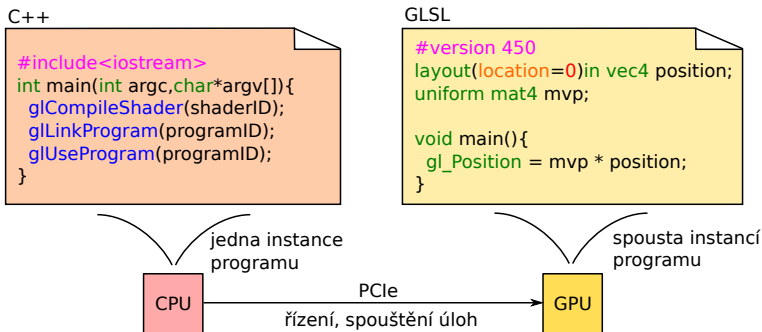 C++
#include<iostream>
int main(int argc,char*argv[]){
glCompileShader(shaderID);
glLinkProgram(programID);
glUseProgram(programID);
}
GLSL
#version 450
layout(location=0)in vec4 position;
uniform mat4 mvp;
void main(){
gl_Position = mvp * position;
}
jedna instance
programu
spousta instancí
programu
CPU
PCIe
řízení, spouštění úloh
GPU